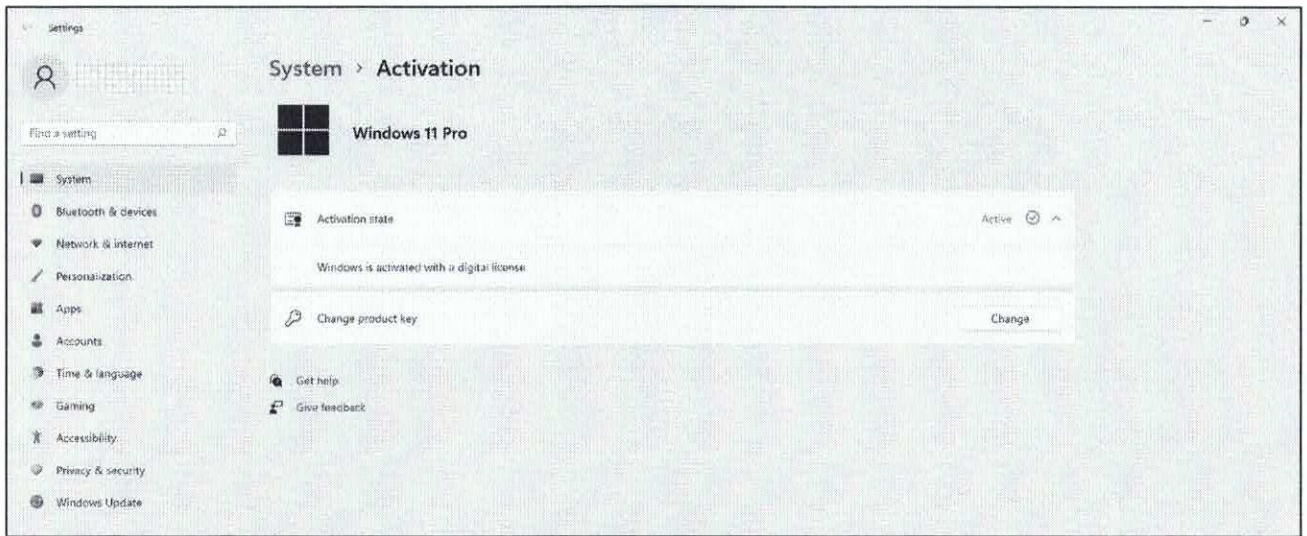 Settings
System > Activation
Find a setting
Windows 11 Pro
System
Bluetooth & devices
Network & internet
Personalization
Apps
Accounts
Time & language
Gaming
Accessibility
Privacy & security
Windows Update
Activation state
Active
Windows is activated with a digital license
Change product key
Change
Get help
Give feedback